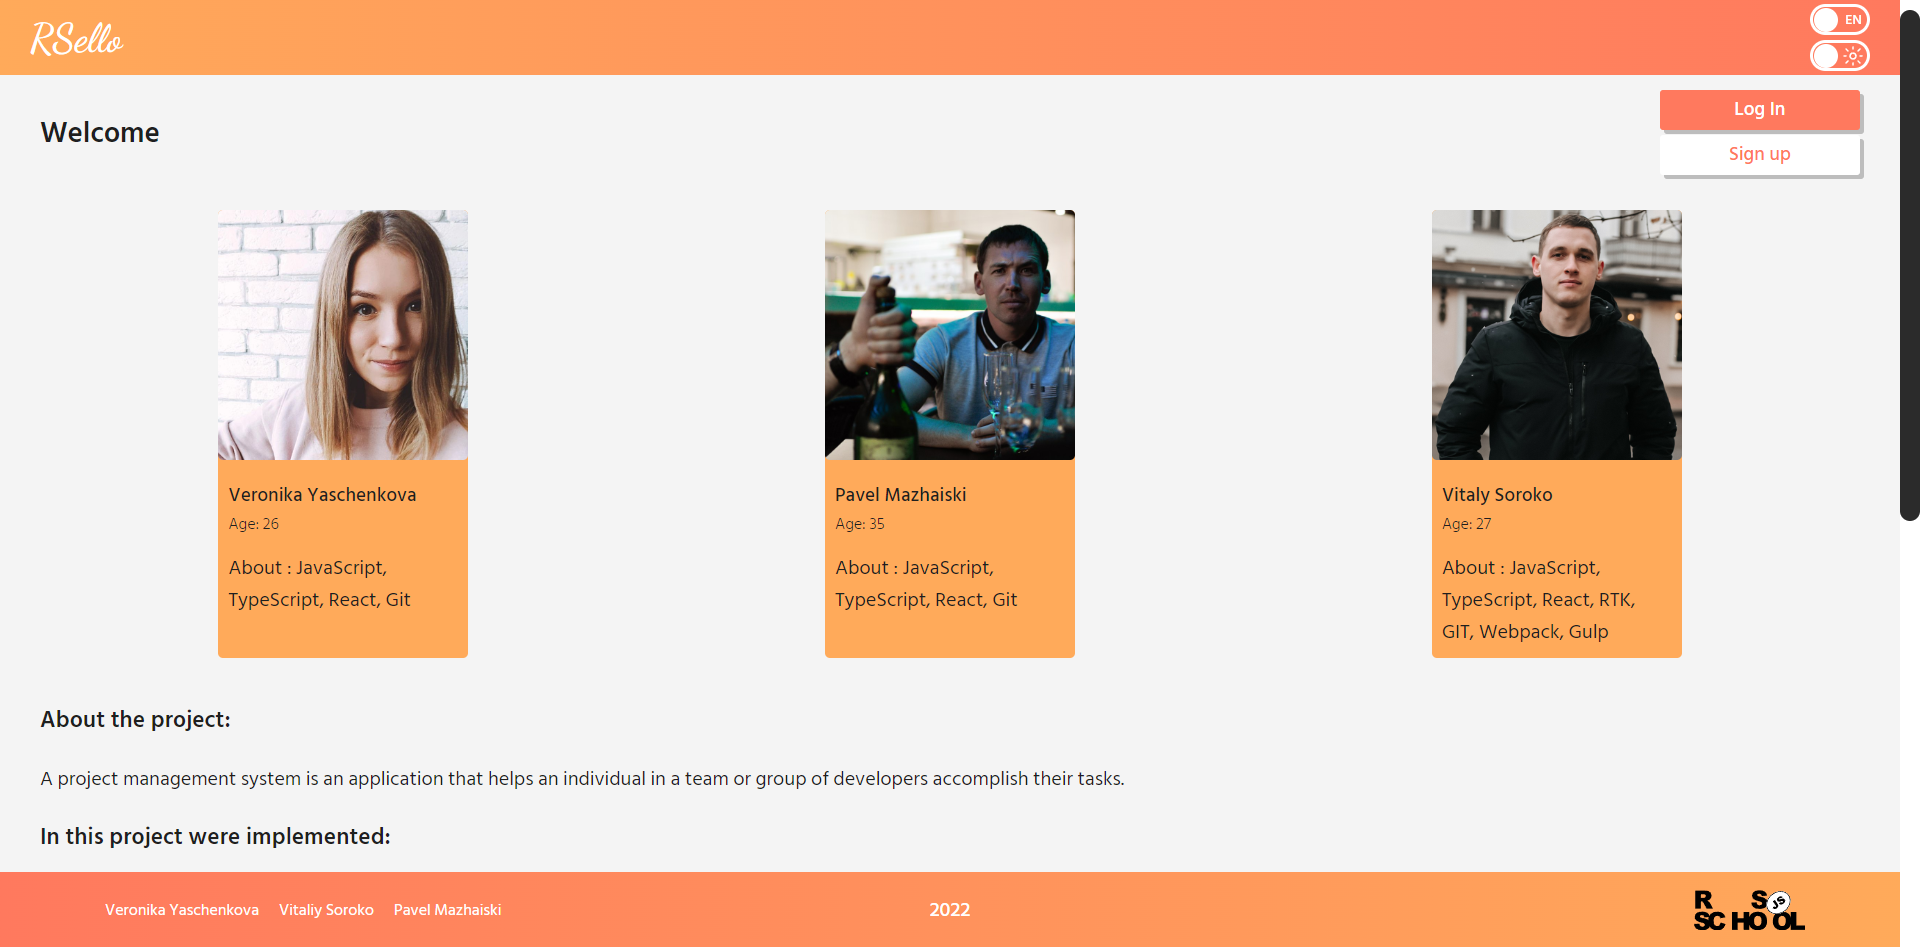 RSello
EN
Log In
Sign up
Welcome
Veronika Yaschenkova
Age: 26
About : JavaScript,
TypeScript, React, Git
Pavel Mazhaiski
Age: 35
About : JavaScript,
TypeScript, React, Git
Vitaly Soroko
Age: 27
About : JavaScript,
TypeScript, React, RTK,
GIT, Webpack, Gulp
About the project:
A project management system is an application that helps an individual in a team or group of developers accomplish their tasks.
In this project were implemented:
Veronika Yaschenkova Vitaliy Soroko Pavel Mazhaiski
2022
R S JS
SCHOOL